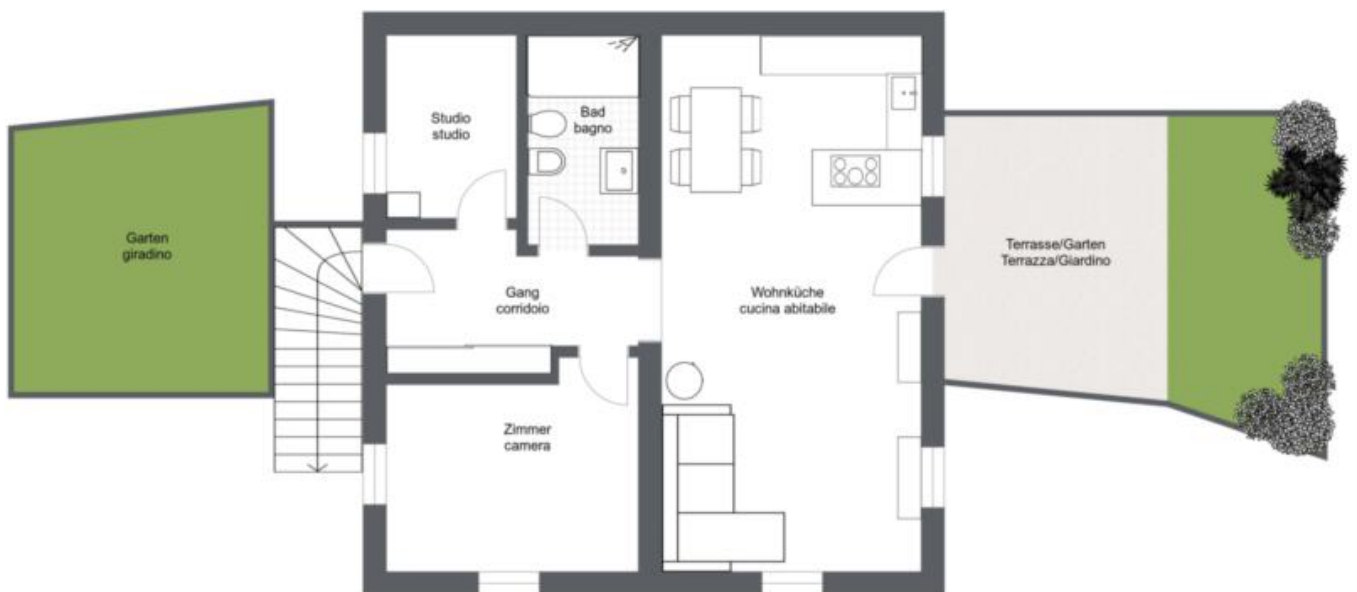 Studio
studio
Bad
bagno
Garten
giradino
Gang
corridoio
Wohnküche
cucina abitabile
Terrasse/Garten
Terrazza/Giardino
Zimmer
camera